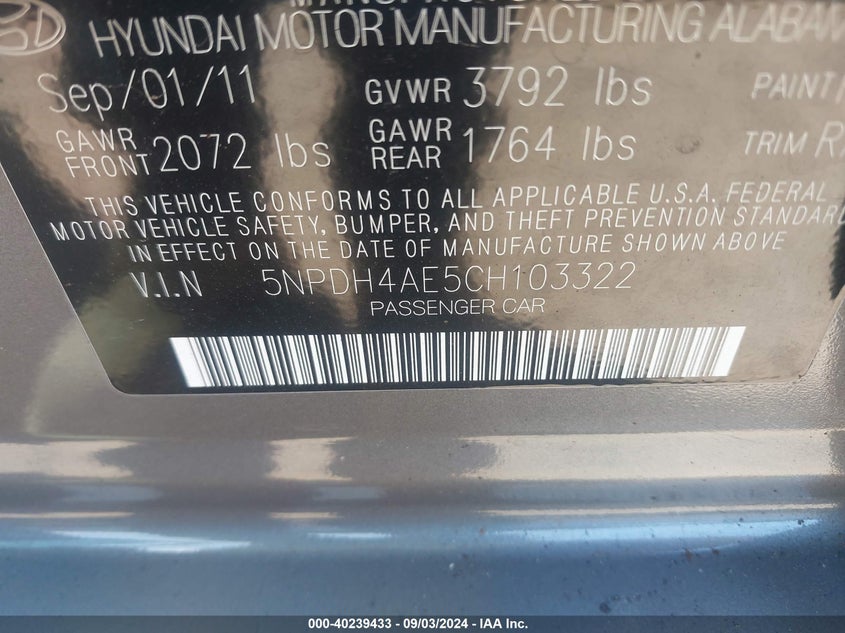 HYUNDAI MOTOR MANUFACTURING ALABAM
Sep/01/11 GVWR 3792 lbs PAINT/
GAWR FRONT 2072 lbs GAWR REAR 1764 lbs TRIM R
THIS VEHICLE CONFORMS TO ALL APPLICABLE U.S.A. FEDERAL
MOTOR VEHICLE SAFETY, BUMPER, AND THEFT PREVENTION STANDARD
IN EFFECT ON THE DATE OF MANUFACTURE SHOWN ABOVE
V.I.N 5NPDH4AE5CH103322
PASSENGER CAR
000-40239433 - 09/03/2024 - IAA Inc.